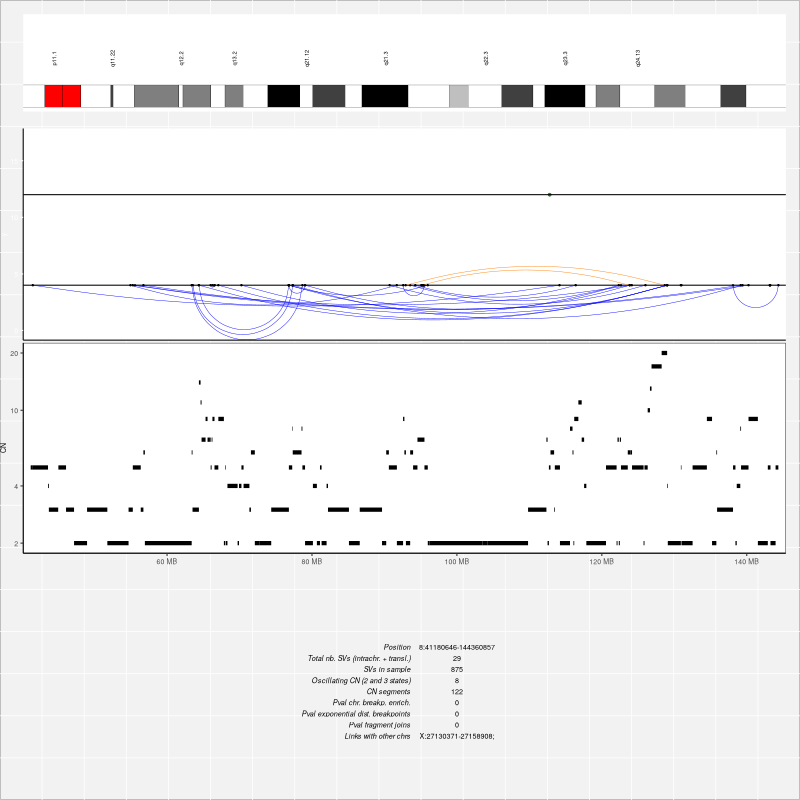 p11.1 q11.22 q12.2 q13.2 q21.12 q21.3 q22.3 q23.3 q24.13
CN
20
10
4
2
60 MB 80 MB 100 MB 120 MB 140 MB
Position 8:41180646-144360857
Total nb. SVs (intrachr. + transl.) 29
SVs in sample 875
Oscillating CN (2 and 3 states) 8
CN segments 122
Pval chr. breakp. enrich. 0
Pval exponential dist. breakpoints 0
Pval fragment joins 0
Links with other chrs X:27130371-27158908;